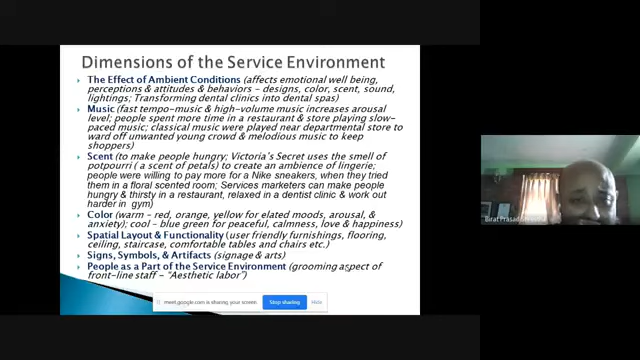 Dimensions of the Service Environment
The Effect of Ambient Conditions (affects emotional well being,
perceptions & attitudes & behaviors – designs, color, scent, sound,
lightings; Transforming dental clinics into dental spas)
Music (fast tempo-music & high-volume music increases arousal
level; people spent more time in a restaurant & store playing slow-
paced music; classical music were played near departmental store to
ward off unwanted young crowd & melodious music to keep
shoppers)
Scent (to make people hungry; Victoria's Secret uses the smell of
potpourri ( a scent of petals) to create an ambience of lingerie;
people were willing to pay more for a Nike sneakers, when they tried
them in a floral scented room; Services marketers can make people
hungry & thirsty in a restaurant, relaxed in a dentist clinic & work out
harder in gym)
Color (warm – red, orange, yellow for elated moods, arousal, &
anxiety); cool – blue green for peaceful, calmness, love & happiness)
Spatial Layout & Functionality (user friendly furnishings, flooring,
ceiling, staircase, comfortable tables and chairs etc.)
Signs, Symbols, & Artifacts (signage & arts)
People as a Part of the Service Environment (grooming aspect of
front-line staff – "Aesthetic labor")
meet.google.com is sharing your screen. Stop sharing Hide
Birat Prasad